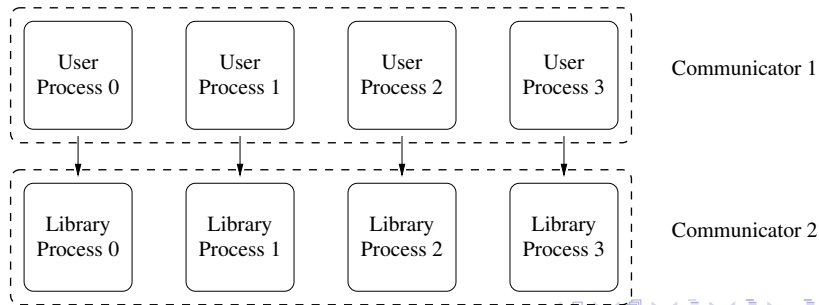 User
Process 0
User
Process 1
User
Process 2
User
Process 3
Communicator 1
Library
Process 0
Library
Process 1
Library
Process 2
Library
Process 3
Communicator 2